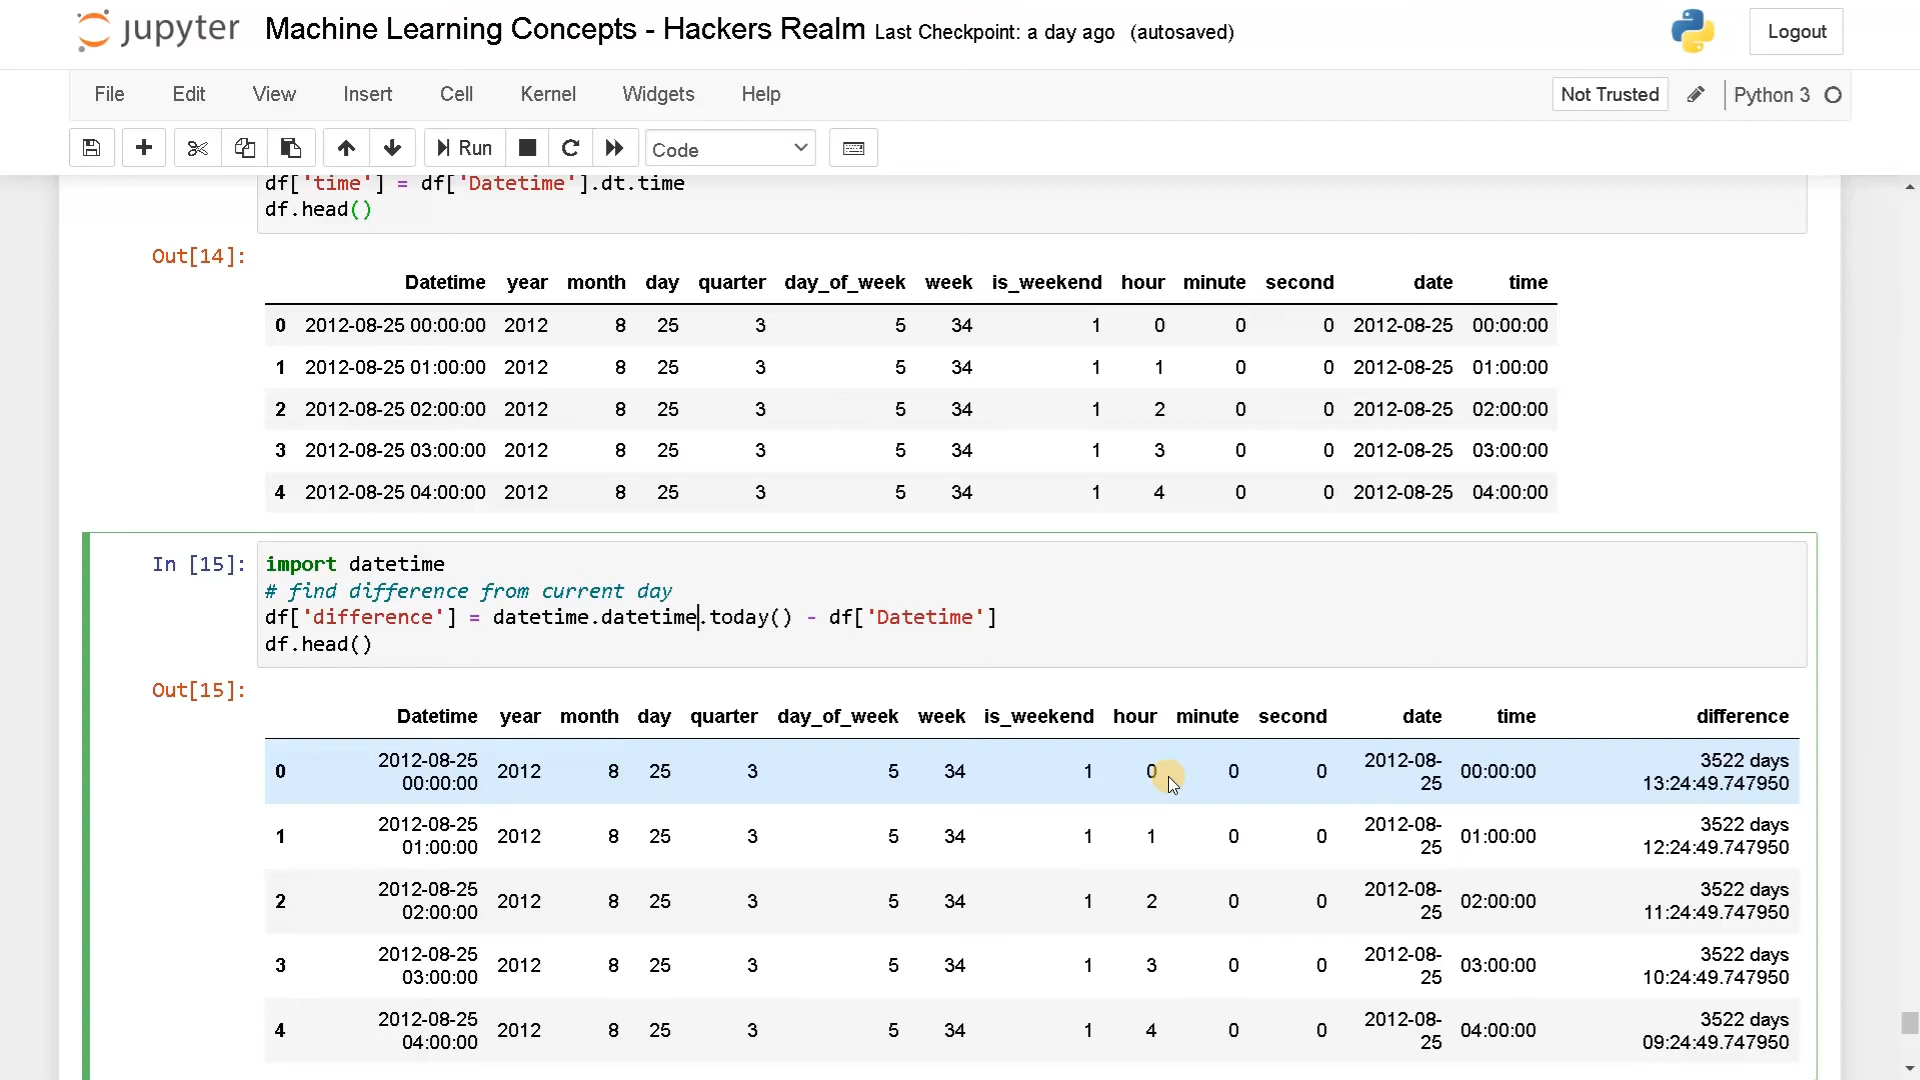 jupyter Machine Learning Concepts - Hackers Realm Last Checkpoint: a day ago (autosaved) Logout
File Edit View Insert Cell Kernel Widgets Help Not Trusted Python 3
Run Code
df['time'] = df['Datetime'].dt.time
df.head()
Out[14]:
Datetime year month day quarter day_of_week week is_weekend hour minute second date time
0 2012-08-25 00:00:00 2012 8 25 3 5 34 1 0 0 0 2012-08-25 00:00:00
1 2012-08-25 01:00:00 2012 8 25 3 5 34 1 1 0 0 2012-08-25 01:00:00
2 2012-08-25 02:00:00 2012 8 25 3 5 34 1 2 0 0 2012-08-25 02:00:00
3 2012-08-25 03:00:00 2012 8 25 3 5 34 1 3 0 0 2012-08-25 03:00:00
4 2012-08-25 04:00:00 2012 8 25 3 5 34 1 4 0 0 2012-08-25 04:00:00
In [15]: import datetime
# find difference from current day
df['difference'] = datetime.datetime.today() - df['Datetime']
df.head()
Out[15]:
Datetime year month day quarter day_of_week week is_weekend hour minute second date time difference
2012-08-25 2012-08- 3522 days
0 2012 8 25 3 5 34 1 0 0 0 00:00:00
00:00:00 25 13:24:49.747950
2012-08-25 2012-08- 3522 days
1 2012 8 25 3 5 34 1 1 0 0 01:00:00
01:00:00 25 12:24:49.747950
2012-08-25 2012-08- 3522 days
2 2012 8 25 3 5 34 1 2 0 0 02:00:00
02:00:00 25 11:24:49.747950
2012-08-25 2012-08- 3522 days
3 2012 8 25 3 5 34 1 3 0 0 03:00:00
03:00:00 25 10:24:49.747950
2012-08-25 2012-08- 3522 days
4 2012 8 25 3 5 34 1 4 0 0 04:00:00
04:00:00 25 09:24:49.747950